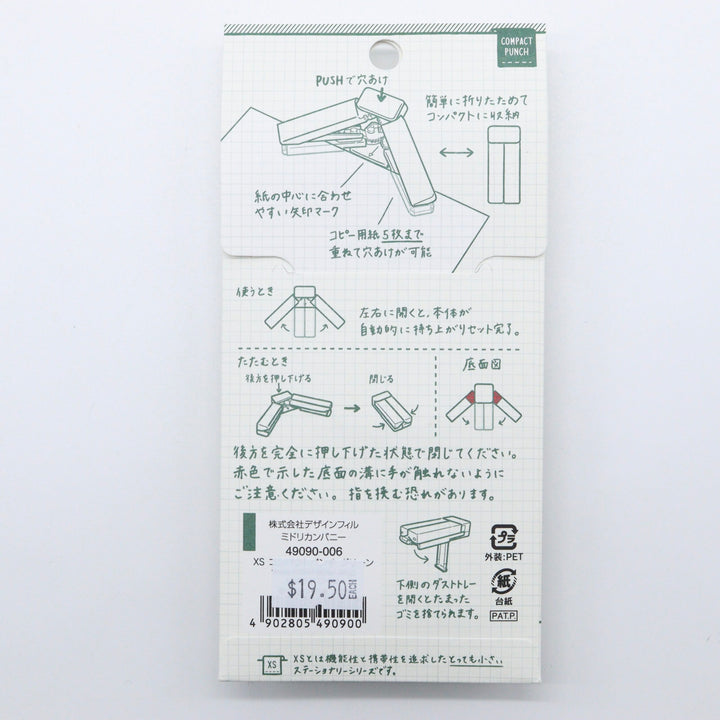 COMPACT
PUNCH
PUSHで穴あけ
簡単に折りたためて
コンパクトに収納
紙の中心に合わせ
やすい矢印マーク
コピー用紙5枚まで
重ねて穴あけが可能
使うとき
左右に開くと、本体が
自動的に持ち上がりセット完了。
たたむとき
後方を押し下げる
閉じる
底面図
後方を完全に押し下げた状態で閉じてください。
赤色で示した底面の溝に手が触れないように
ご注意ください。指を挟む恐れがあります。
株式会社デザインフィル
ミドリカンパニー
49090-006
XS
$19.50
EACH
4 902805 490900
下側のダストトレー
を開くとたまった
ゴミを捨てられます。
プラ
外装:PET
紙
台紙
PAT.P.
XS
XSとは機能性と携帯性を追求したとっても小さい
ステーショナリーシリーズです。